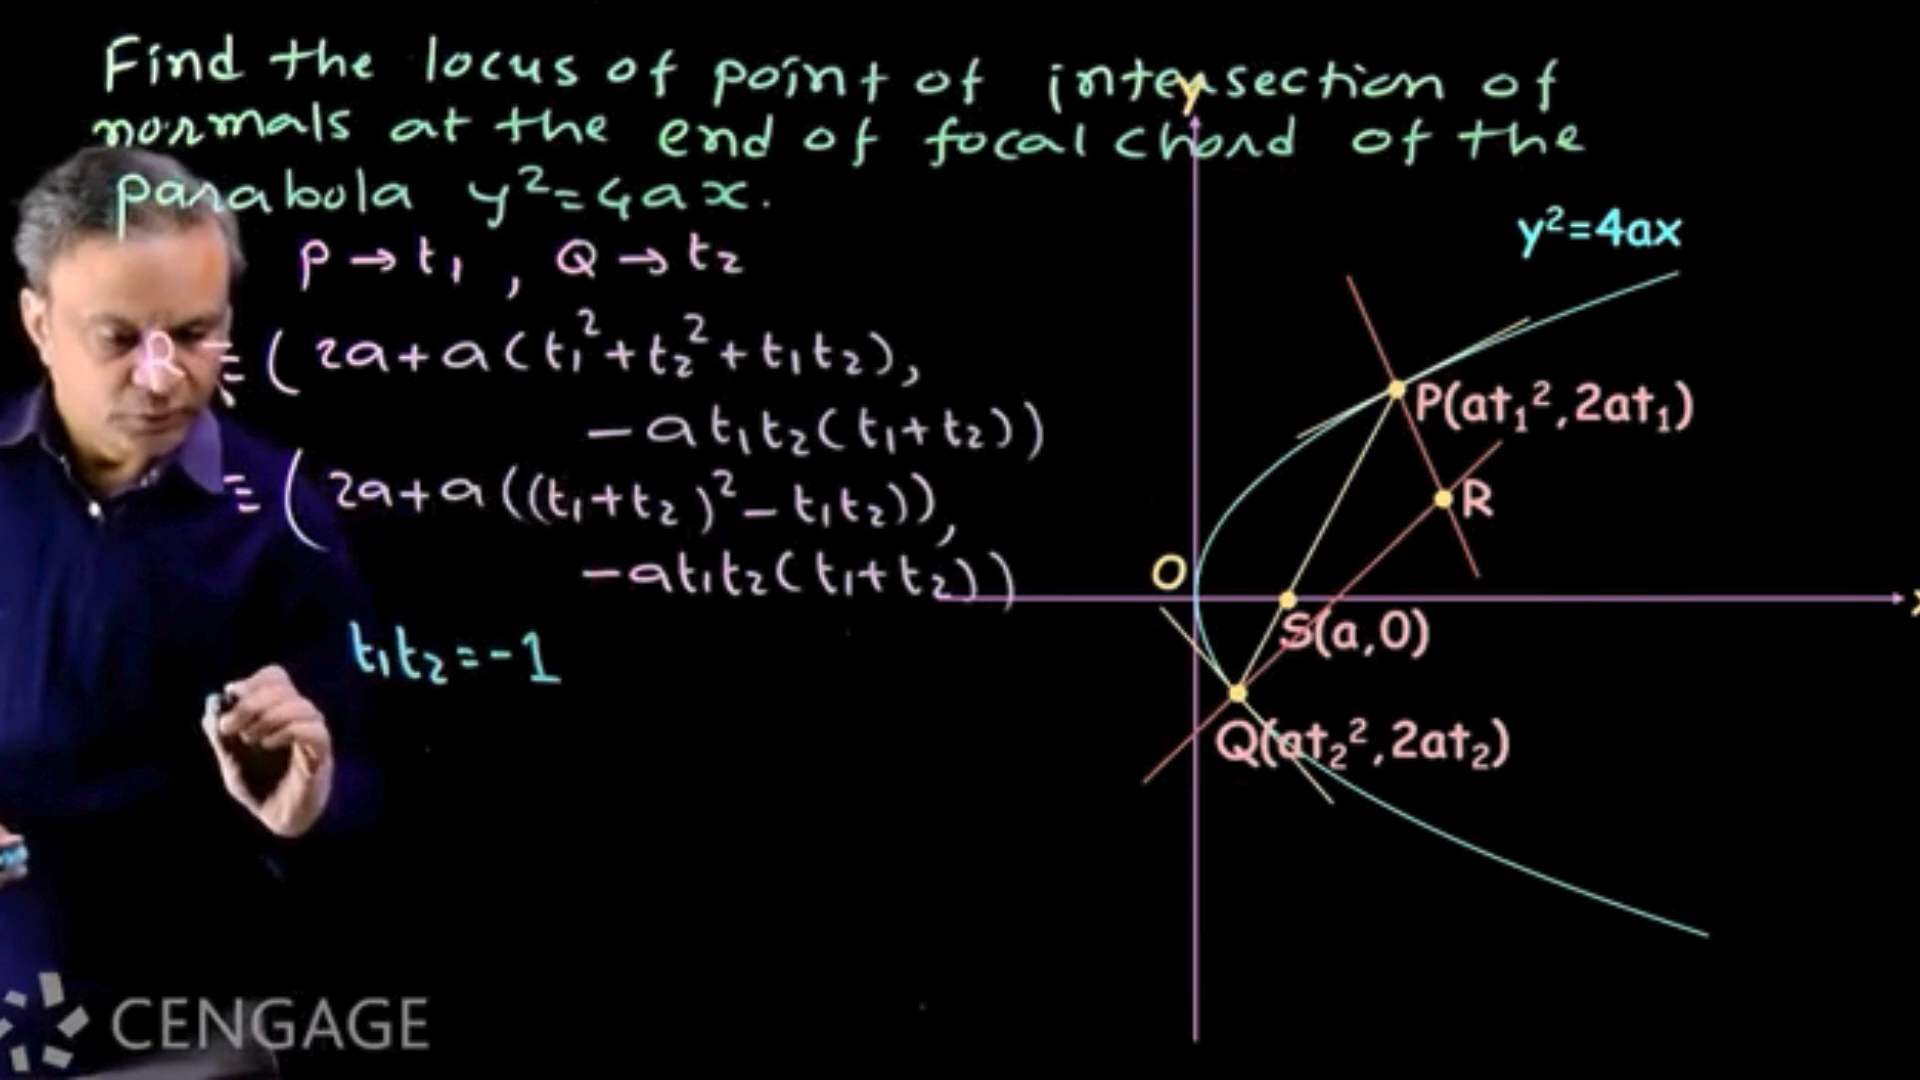 Find the locus of point of intersection of
normals at the end of focal chord of the
parabola y²=4ax.
P→t₁, Q→t₂
R≡(2a+a(t₁²+t₂²+t₁t₂),
-at₁t₂(t₁+t₂))
≡(2a+a((t₁+t₂)²-t₁t₂)),
-at₁t₂(t₁+t₂))
t₁t₂=-1
y
y²=4ax
P(at₁²,2at₁)
R
O
S(a,0)
Q(at₂²,2at₂)
CENGAGE